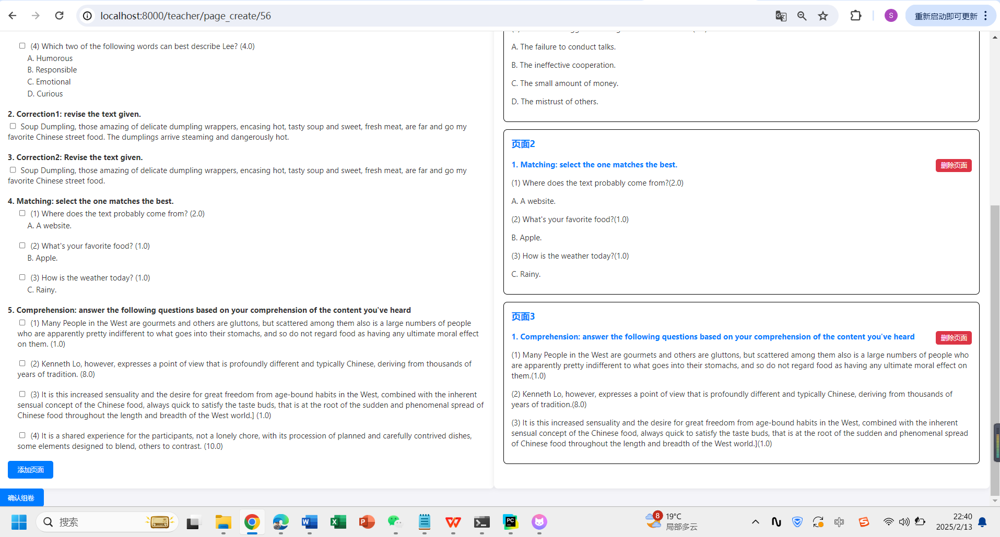 localhost:8000/teacher/page_create/56
S
重新启动即可更新
(4) Which two of the following words can best describe Lee? (4.0)
A. Humorous
B. Responsible
C. Emotional
D. Curious
2. Correction1: revise the text given.
Soup Dumpling, those amazing of delicate dumpling wrappers, encasing hot, tasty soup and sweet, fresh meat, are far and go my
favorite Chinese street food. The dumplings arrive steaming and dangerously hot.
3. Correction2: Revise the text given.
Soup Dumpling, those amazing of delicate dumpling wrappers, encasing hot, tasty soup and sweet, fresh meat, are far and go my
favorite Chinese street food.
4. Matching: select the one matches the best.
(1) Where does the text probably come from? (2.0)
A. A website.
(2) What's your favorite food? (1.0)
B. Apple.
(3) How is the weather today? (1.0)
C. Rainy.
5. Comprehension: answer the following questions based on your comprehension of the content you've heard
(1) Many People in the West are gourmets and others are gluttons, but scattered among them also is a large numbers of people
who are apparently pretty indifferent to what goes into their stomachs, and so do not regard food as having any ultimate moral effect
on them. (1.0)
(2) Kenneth Lo, however, expresses a point of view that is profoundly different and typically Chinese, deriving from thousands of
years of tradition. (8.0)
(3) It is this increased sensuality and the desire for great freedom from age-bound habits in the West, combined with the inherent
sensual concept of the Chinese food, always quick to satisfy the taste buds, that is at the root of the sudden and phenomenal spread of
Chinese food throughout the length and breadth of the West world.] (1.0)
(4) It is a shared experience for the participants, not a lonely chore, with its procession of planned and carefully contrived dishes,
some elements designed to blend, others to contrast. (10.0)
添加页面
确认组卷
A. The failure to conduct talks.
B. The ineffective cooperation.
C. The small amount of money.
D. The mistrust of others.
页面2
1. Matching: select the one matches the best.
删除页面
(1) Where does the text probably come from?(2.0)
A. A website.
(2) What's your favorite food?(1.0)
B. Apple.
(3) How is the weather today?(1.0)
C. Rainy.
页面3
1. Comprehension: answer the following questions based on your comprehension of the content you've heard
删除页面
(1) Many People in the West are gourmets and others are gluttons, but scattered among them also is a large numbers of people who
are apparently pretty indifferent to what goes into their stomachs, and so do not regard food as having any ultimate moral effect on
them.(1.0)
(2) Kenneth Lo, however, expresses a point of view that is profoundly different and typically Chinese, deriving from thousands of
years of tradition.(8.0)
(3) It is this increased sensuality and the desire for great freedom from age-bound habits in the West, combined with the inherent
sensual concept of the Chinese food, always quick to satisfy the taste buds, that is at the root of the sudden and phenomenal spread
of Chinese food throughout the length and breadth of the West world.](1.0)
搜索
8
19°C
局部多云
中
22:40
2025/2/13